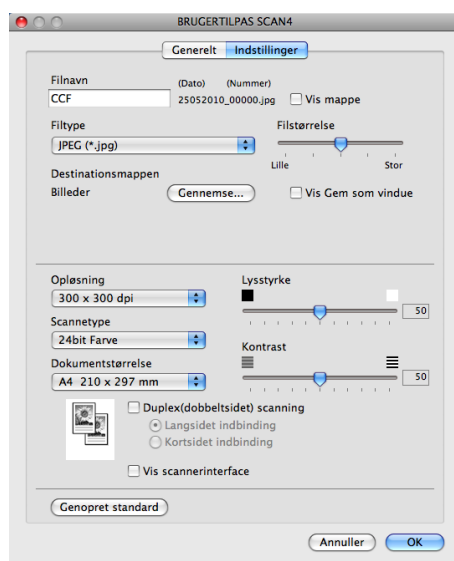 BRUGERTILPAS SCAN4
Generelt Indstillinger
Filnavn (Dato) (Nummer)
CCF 25052010_00000.jpg Vis mappe
Filtype Filstørrelse
JPEG (*.jpg)
Lille Stor
Destinationsmappen
Billeder Gennemse... Vis Gem som vindue
Opløsning Lysstyrke
300 x 300 dpi
50
Scannetype
24bit Farve
Kontrast
Dokumentstørrelse
A4 210 x 297 mm 50
Duplex(dobbeltsidet) scanning
Langsidet indbinding
Kortsidet indbinding
Vis scannerinterface
Genopret standard
Annuller OK